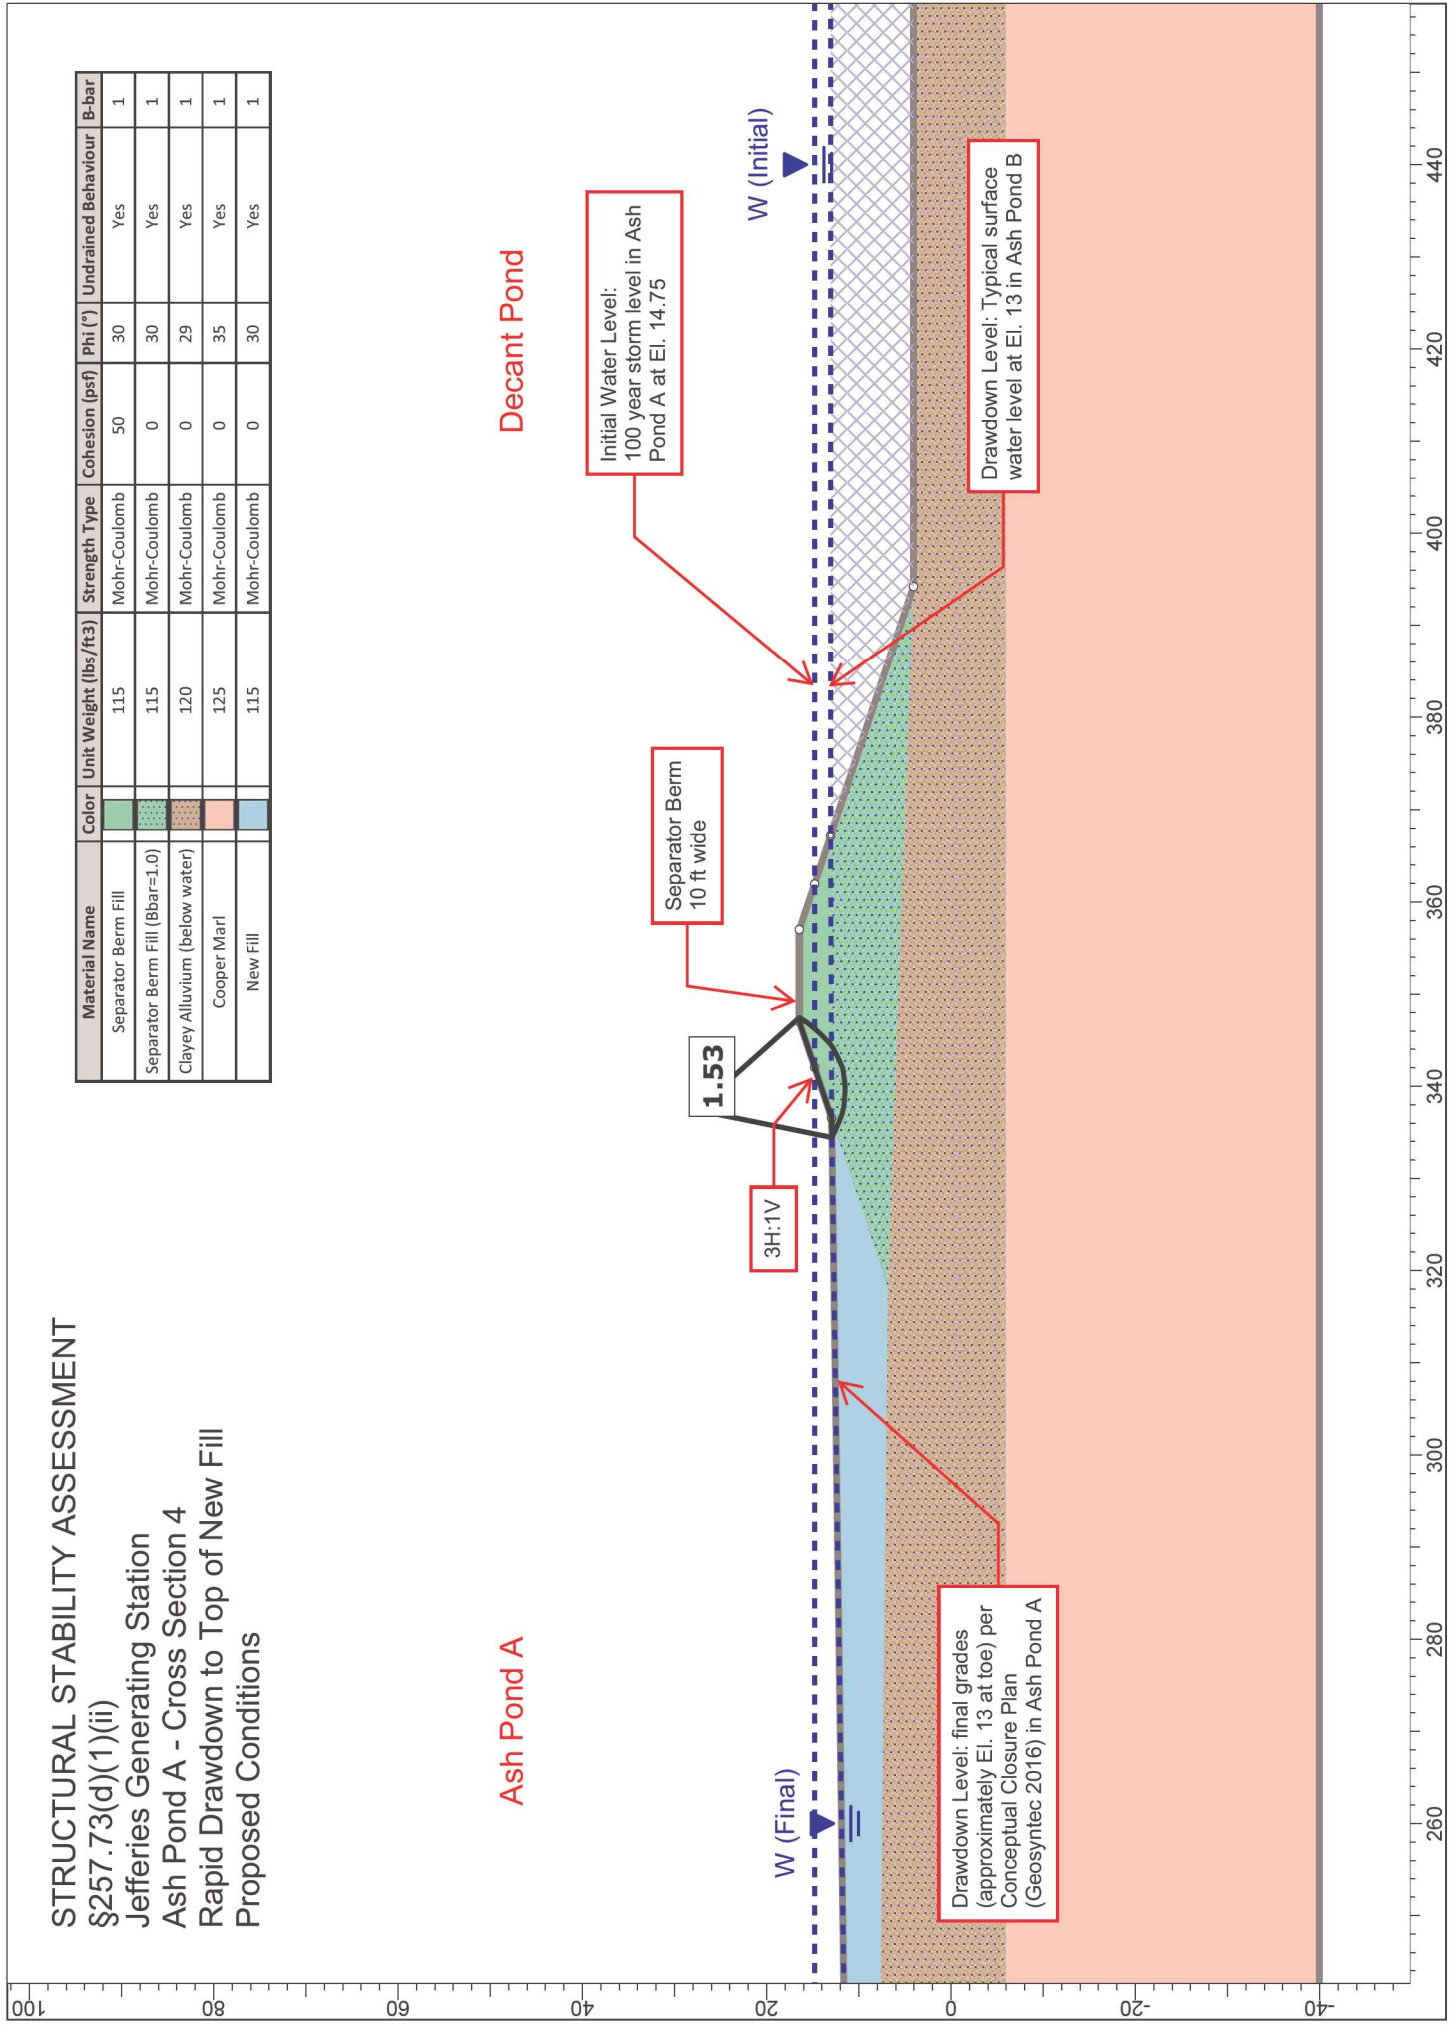 STRUCTURAL STABILITY ASSESSMENT
§257.73(d)(1)(ii)
Jefferies Generating Station
Ash Pond A - Cross Section 4
Rapid Drawdown to Top of New Fill
Proposed Conditions
Material Name Color Unit Weight (lbs/ft3) Strength Type Cohesion (psf) Phi (°) Undrained Behaviour B-bar
Separator Berm Fill 115 Mohr-Coulomb 50 30 Yes 1
Separator Berm Fill (Bbar=1.0) 115 Mohr-Coulomb 0 30 Yes 1
Clayey Alluvium (below water) 120 Mohr-Coulomb 0 29 Yes 1
Cooper Marl 125 Mohr-Coulomb 0 35 Yes 1
New Fill 115 Mohr-Coulomb 0 30 Yes 1
Ash Pond A
Decant Pond
Initial Water Level:
100 year storm level in Ash
Pond A at El. 14.75
Separator Berm
10 ft wide
1.53
3H:1V
W (Initial)
W (Final)
Drawdown Level: final grades
(approximately El. 13 at toe) per
Conceptual Closure Plan
(Geosyntec 2016) in Ash Pond A
Drawdown Level: Typical surface
water level at El. 13 in Ash Pond B
100
80
60
40
20
0
-20
-40
260 280 300 320 340 360 380 400 420 440